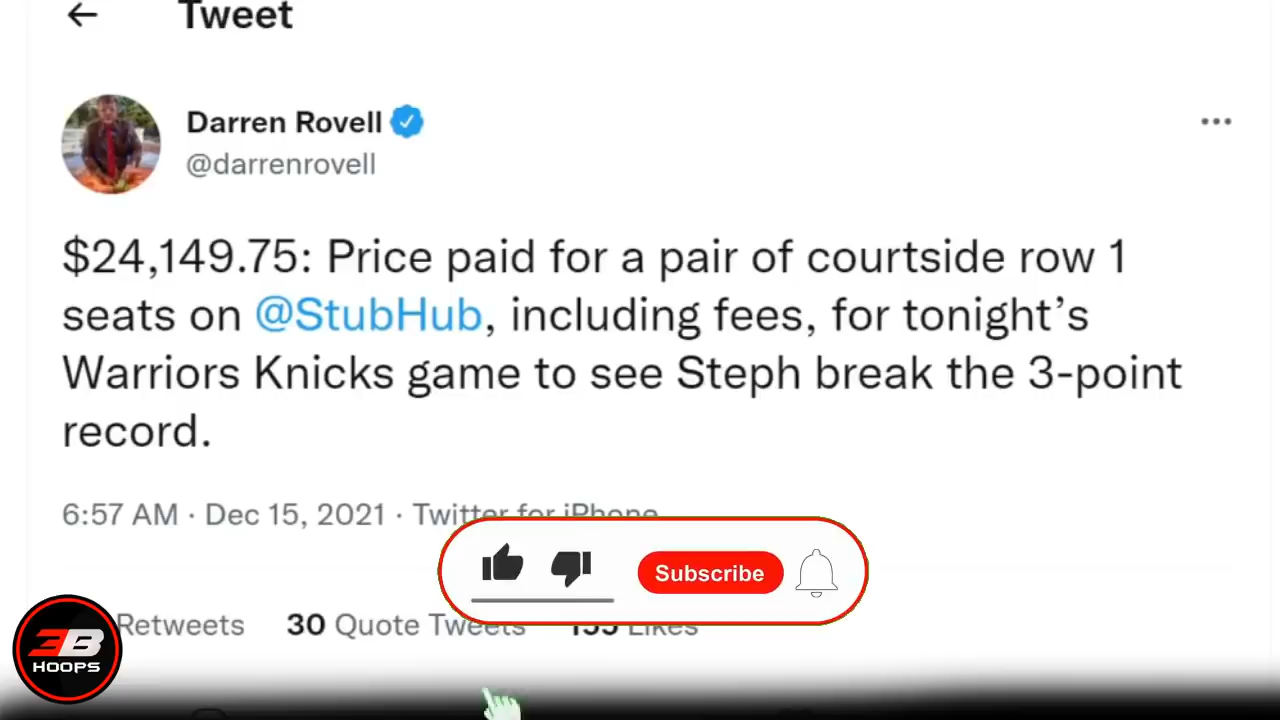 Tweet
Darren Rovell
@darrenrovell
$24,149.75: Price paid for a pair of courtside row 1
seats on @StubHub, including fees, for tonight’s
Warriors Knicks game to see Steph break the 3-point
record.
6:57 AM · Dec 15, 2021 · Twitter for iPhone
Subscribe
Retweets 30 Quote Tweets Likes
3B
HOOPS